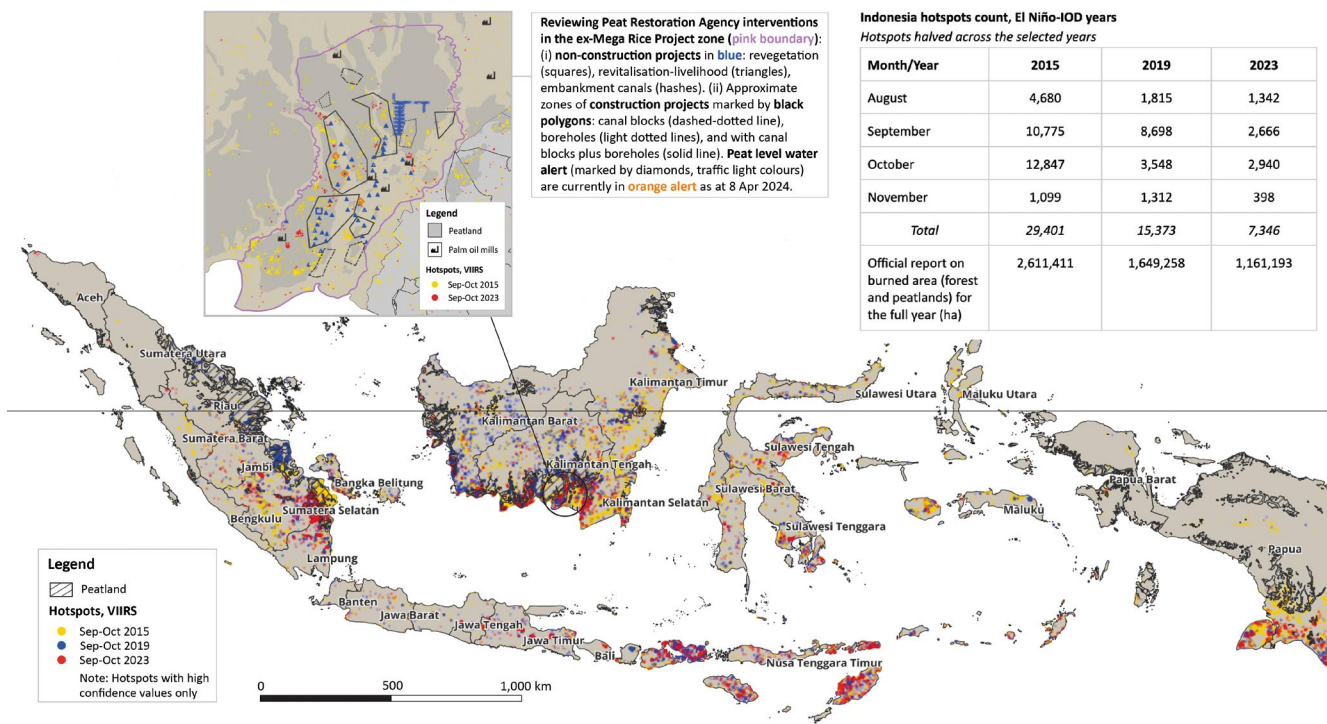 Reviewing Peat Restoration Agency interventions
in the ex-Mega Rice Project zone (pink boundary):
(i) non-construction projects in blue: revegetation
(squares), revitalisation-livelihood (triangles),
embankment canals (hashes). (ii) Approximate
zones of construction projects marked by black
polygons: canal blocks (dashed-dotted line),
boreholes (light dotted lines), and with canal
blocks plus boreholes (solid line). Peat level water
alert (marked by diamonds, traffic light colours)
are currently in orange alert as at 8 Apr 2024.
Legend
Peatland
Palm oil mills
Hotspots, VIIRS
Sep-Oct 2015
Sep-Oct 2023
Indonesia hotspots count, El Niño-IOD years
Hotspots halved across the selected years
Month/Year 2015 2019 2023
August 4,680 1,815 1,342
September 10,775 8,698 2,666
October 12,847 3,548 2,940
November 1,099 1,312 398
Total 29,401 15,373 7,346
Official report on 2,611,411 1,649,258 1,161,193
burned area (forest
and peatlands) for
the full year (ha)
Aceh
Sumatera Utara
Riau
Sumatera Barat
Jambi
Bangka Belitung
Bengkulu
Sumatera Selatan
Lampung
Kalimantan Timur
Kalimantan Barat
Kalimantan Tengah
Kalimantan Selatan
Sulawesi Utara
Maluku Utara
Sulawesi Tengah
Sulawesi Barat
Sulawesi Tenggara
Maluku
Papua Barat
Papua
Banten
Jawa Barat
Jawa Tengah
Jawa Timur
Bali
Nusa Tenggara Timur
Legend
Peatland
Hotspots, VIIRS
Sep-Oct 2015
Sep-Oct 2019
Sep-Oct 2023
Note: Hotspots with high
confidence values only
0 500 1,000 km